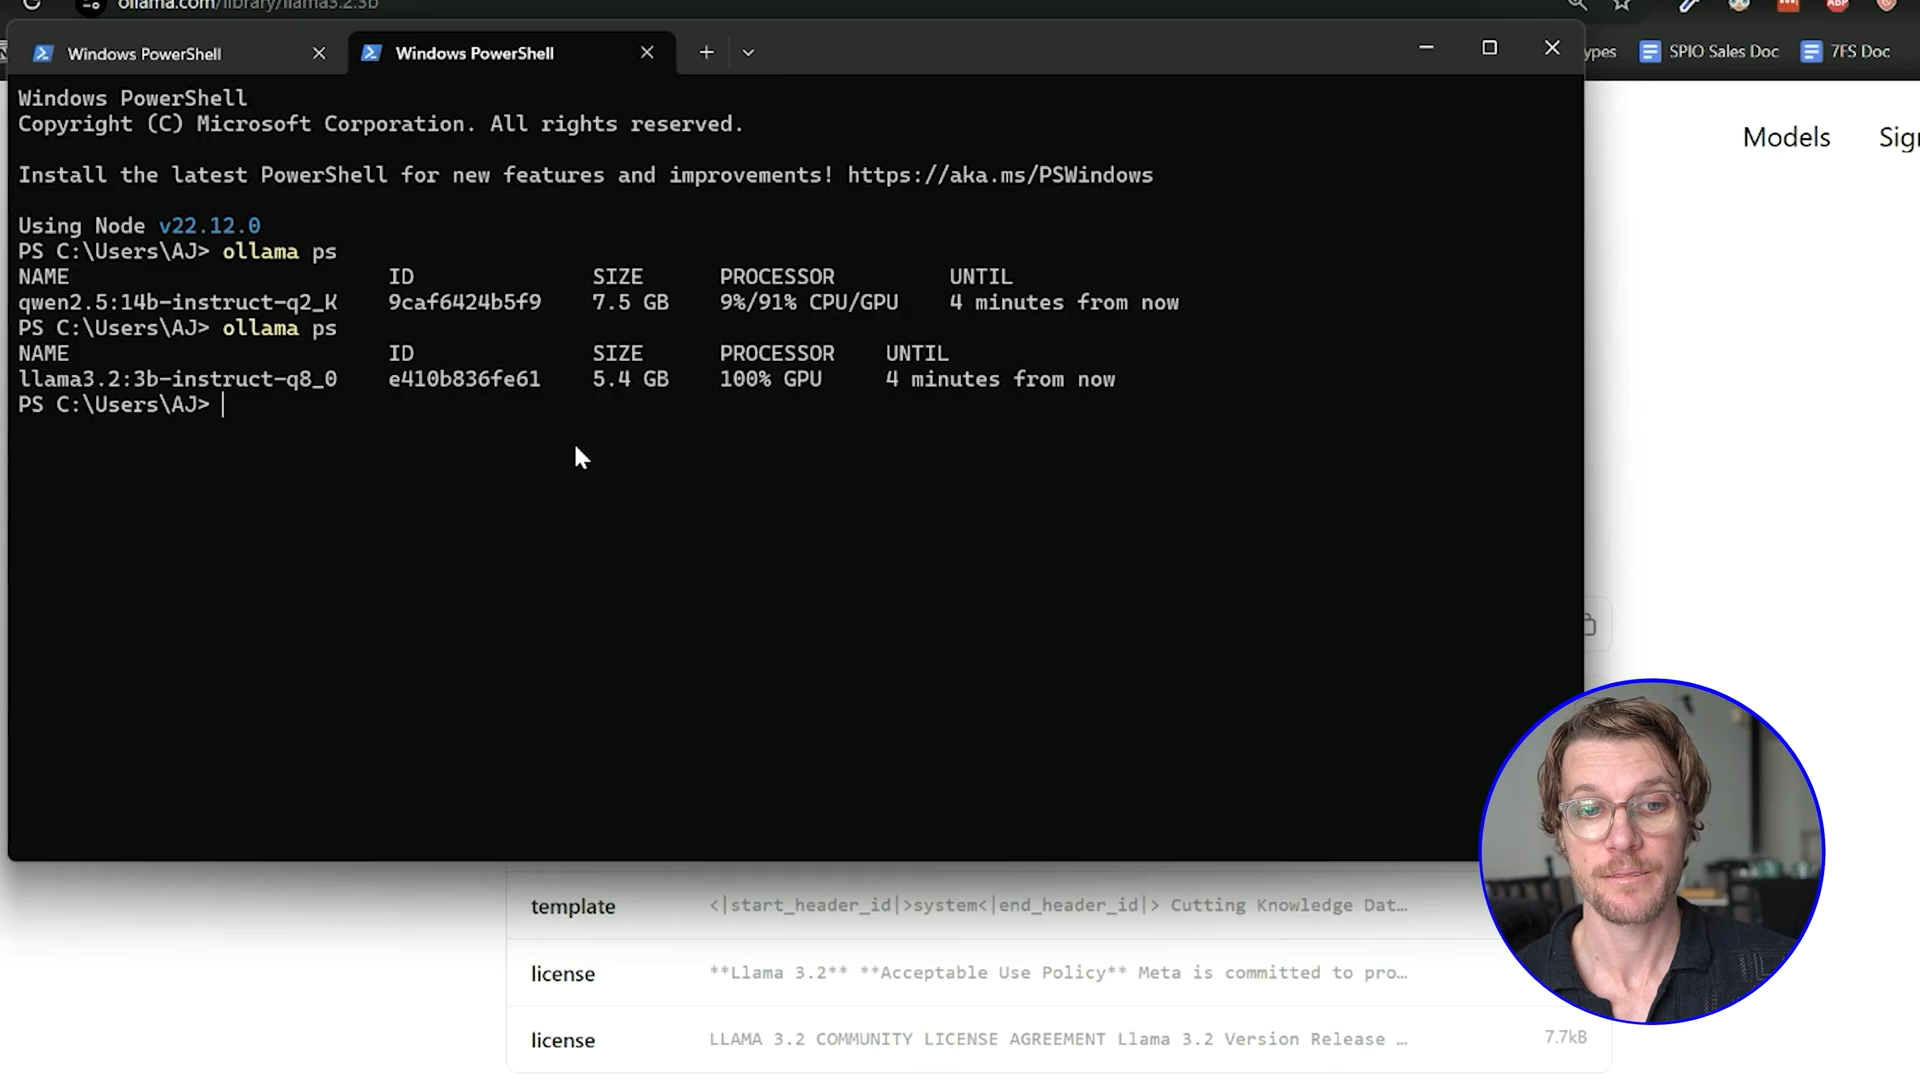 ollama.com/library/llama3.2:3b
Windows PowerShell
Windows PowerShell
ypes
SPIO Sales Doc
7FS Doc
ABP
Windows PowerShell
Copyright (C) Microsoft Corporation. All rights reserved.
Install the latest PowerShell for new features and improvements! https://aka.ms/PSWindows
Using Node v22.12.0
PS C:\Users\AJ> ollama ps
NAME ID SIZE PROCESSOR UNTIL
qwen2.5:14b-instruct-q2_K 9caf6424b5f9 7.5 GB 9%/91% CPU/GPU 4 minutes from now
PS C:\Users\AJ> ollama ps
NAME ID SIZE PROCESSOR UNTIL
llama3.2:3b-instruct-q8_0 e410b836fe61 5.4 GB 100% GPU 4 minutes from now
PS C:\Users\AJ>
Models Sign
template <|start_header_id|>system<|end_header_id|> Cutting Knowledge Dat…
license **Llama 3.2** **Acceptable Use Policy** Meta is committed to pro…
license LLAMA 3.2 COMMUNITY LICENSE AGREEMENT Llama 3.2 Version Release … 7.7kB